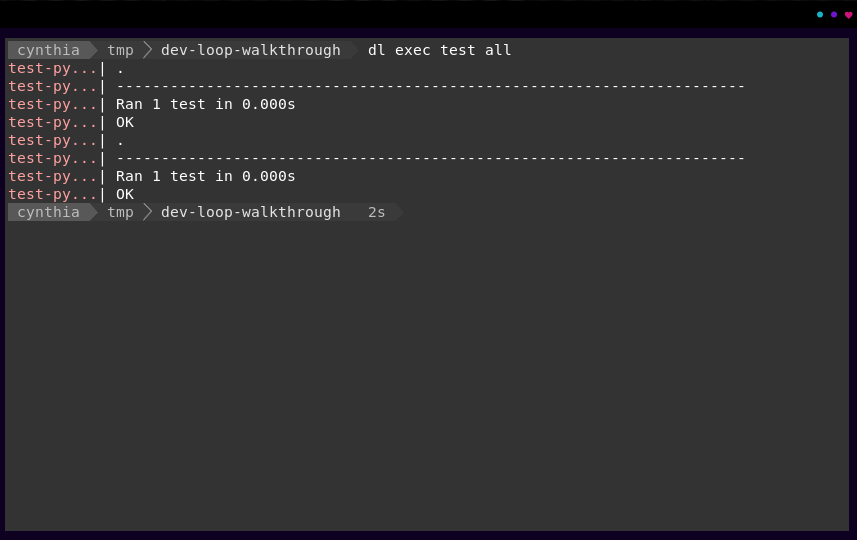 cynthia tmp dev-loop-walkthrough dl exec test all
test-py...| .
test-py...| ----------------------------------------------------------------------
test-py...| Ran 1 test in 0.000s
test-py...| OK
test-py...| .
test-py...| ----------------------------------------------------------------------
test-py...| Ran 1 test in 0.000s
test-py...| OK
cynthia tmp dev-loop-walkthrough 2s